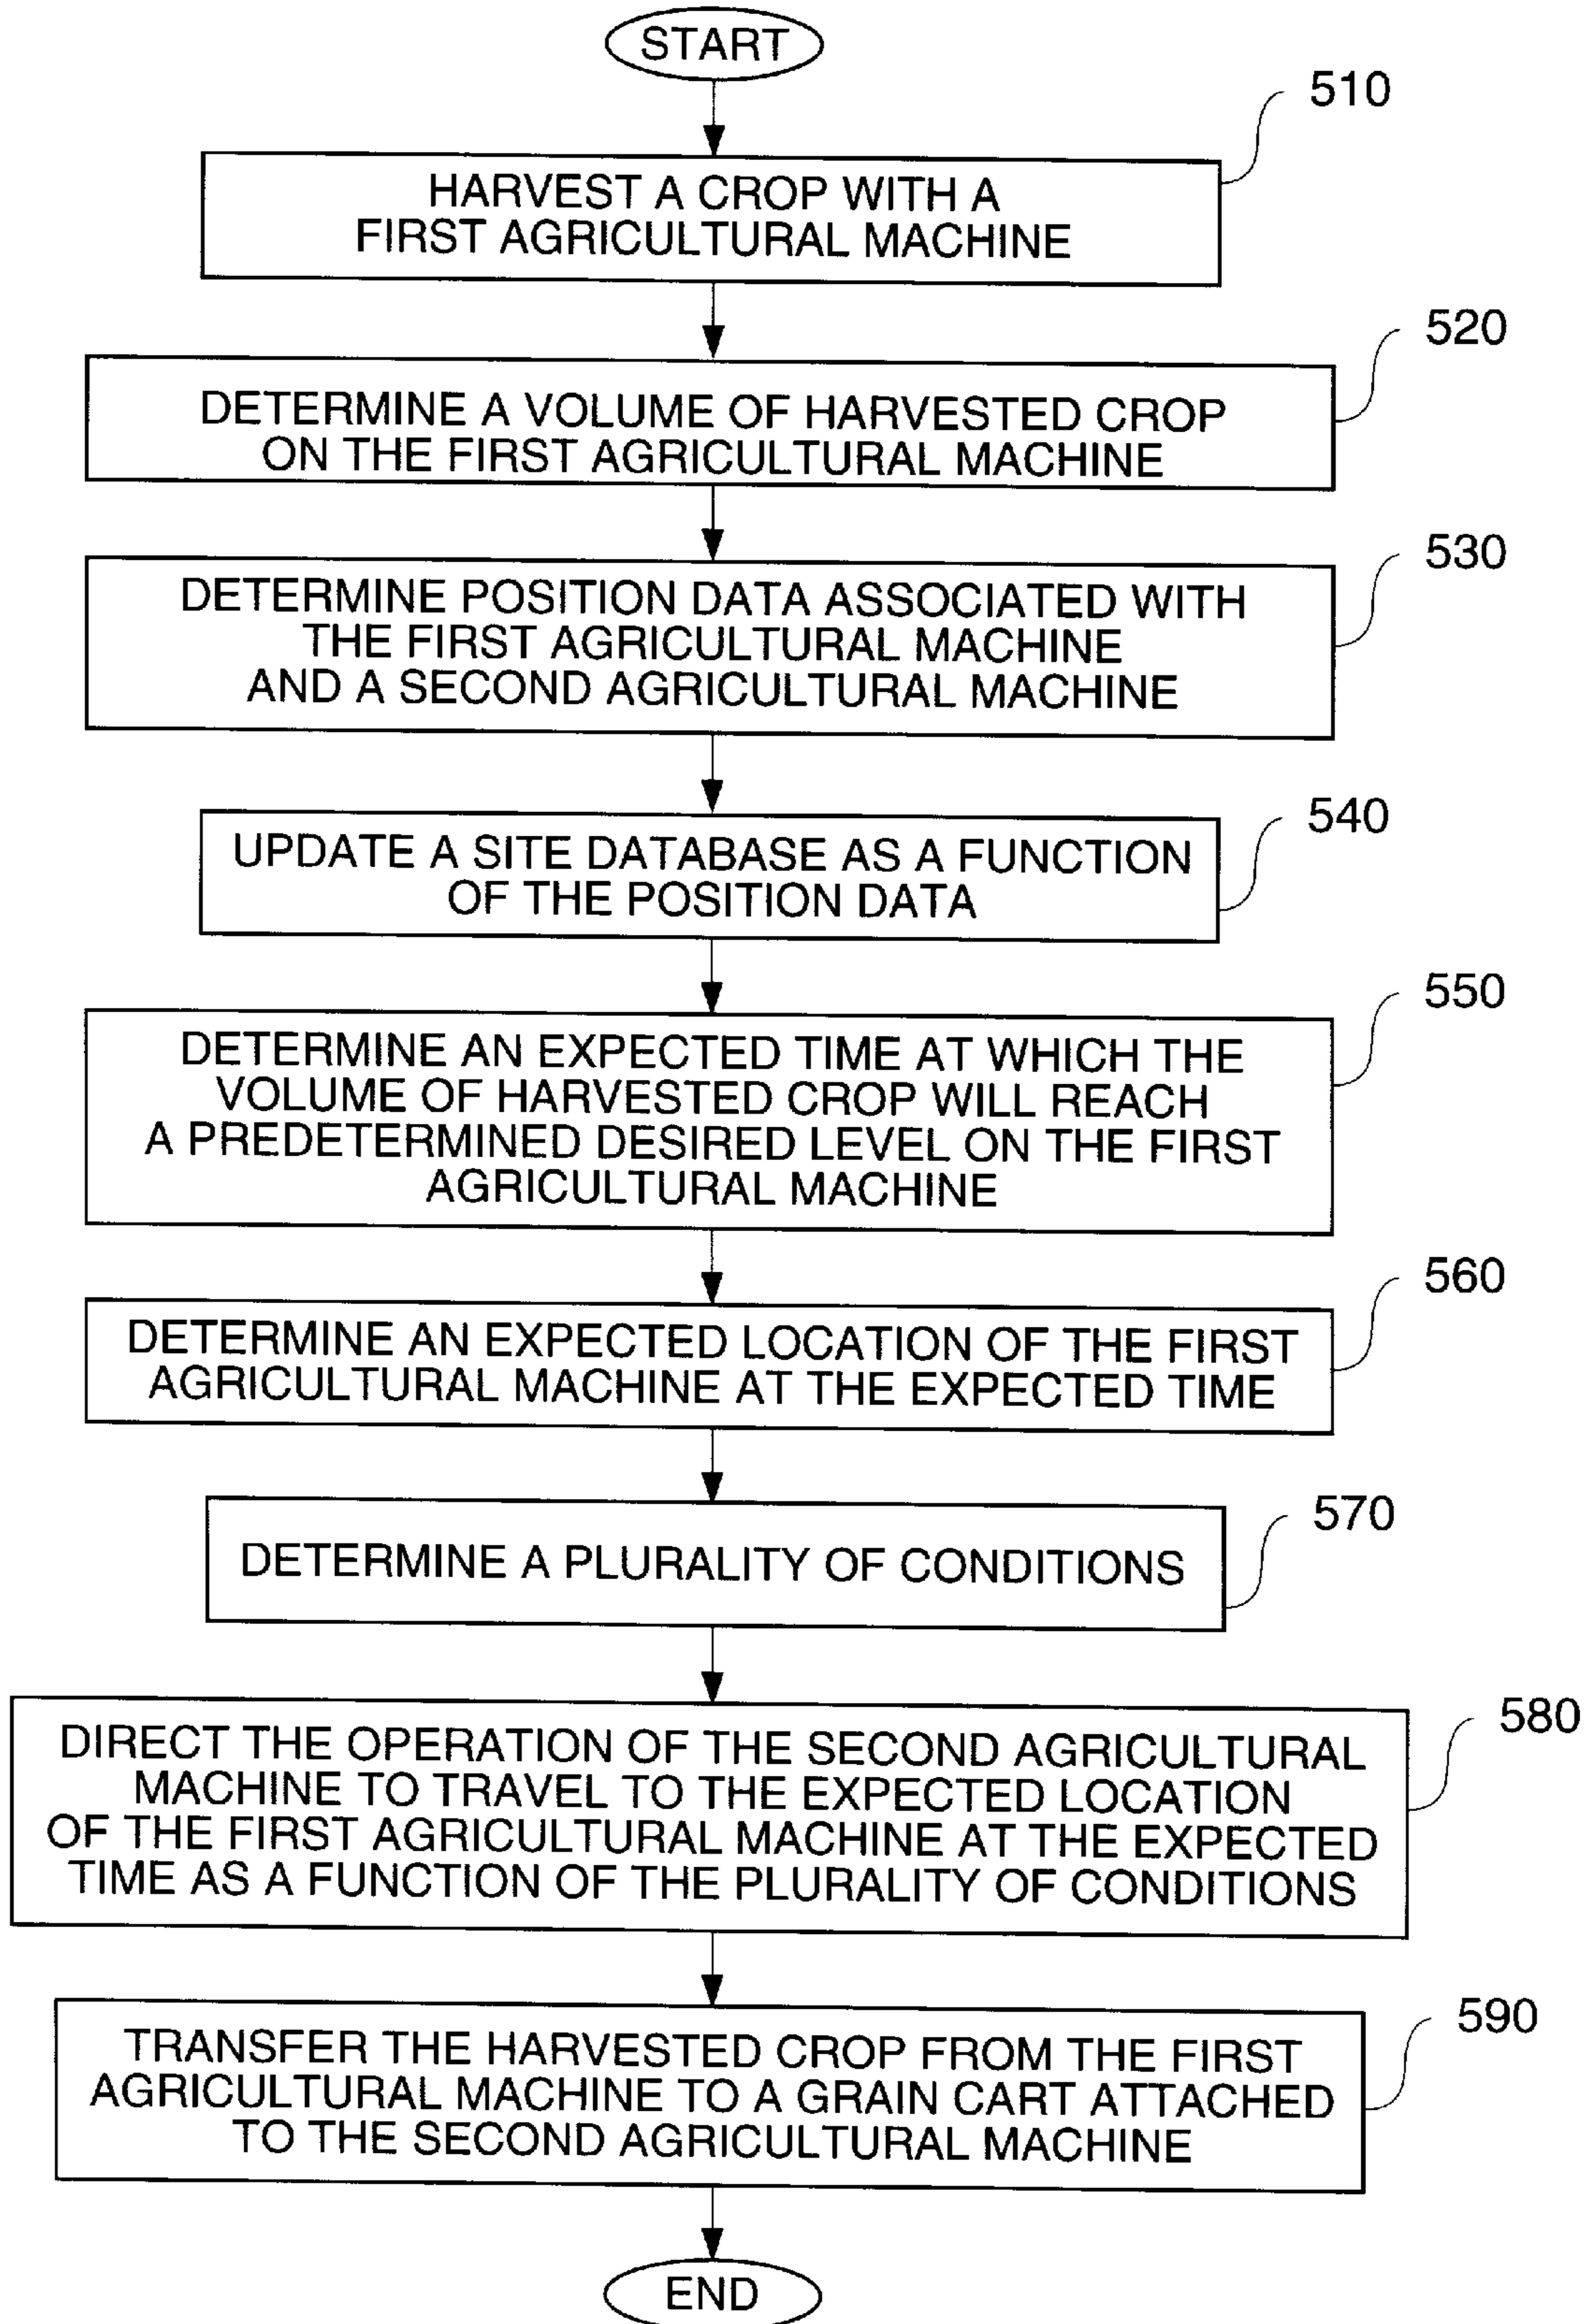 START
510
HARVEST A CROP WITH A
FIRST AGRICULTURAL MACHINE
520
DETERMINE A VOLUME OF HARVESTED CROP
ON THE FIRST AGRICULTURAL MACHINE
530
DETERMINE POSITION DATA ASSOCIATED WITH
THE FIRST AGRICULTURAL MACHINE
AND A SECOND AGRICULTURAL MACHINE
540
UPDATE A SITE DATABASE AS A FUNCTION
OF THE POSITION DATA
550
DETERMINE AN EXPECTED TIME AT WHICH THE
VOLUME OF HARVESTED CROP WILL REACH
A PREDETERMINED DESIRED LEVEL ON THE FIRST
AGRICULTURAL MACHINE
560
DETERMINE AN EXPECTED LOCATION OF THE FIRST
AGRICULTURAL MACHINE AT THE EXPECTED TIME
570
DETERMINE A PLURALITY OF CONDITIONS
580
DIRECT THE OPERATION OF THE SECOND AGRICULTURAL
MACHINE TO TRAVEL TO THE EXPECTED LOCATION
OF THE FIRST AGRICULTURAL MACHINE AT THE EXPECTED
TIME AS A FUNCTION OF THE PLURALITY OF CONDITIONS
590
TRANSFER THE HARVESTED CROP FROM THE FIRST
AGRICULTURAL MACHINE TO A GRAIN CART ATTACHED
TO THE SECOND AGRICULTURAL MACHINE
END